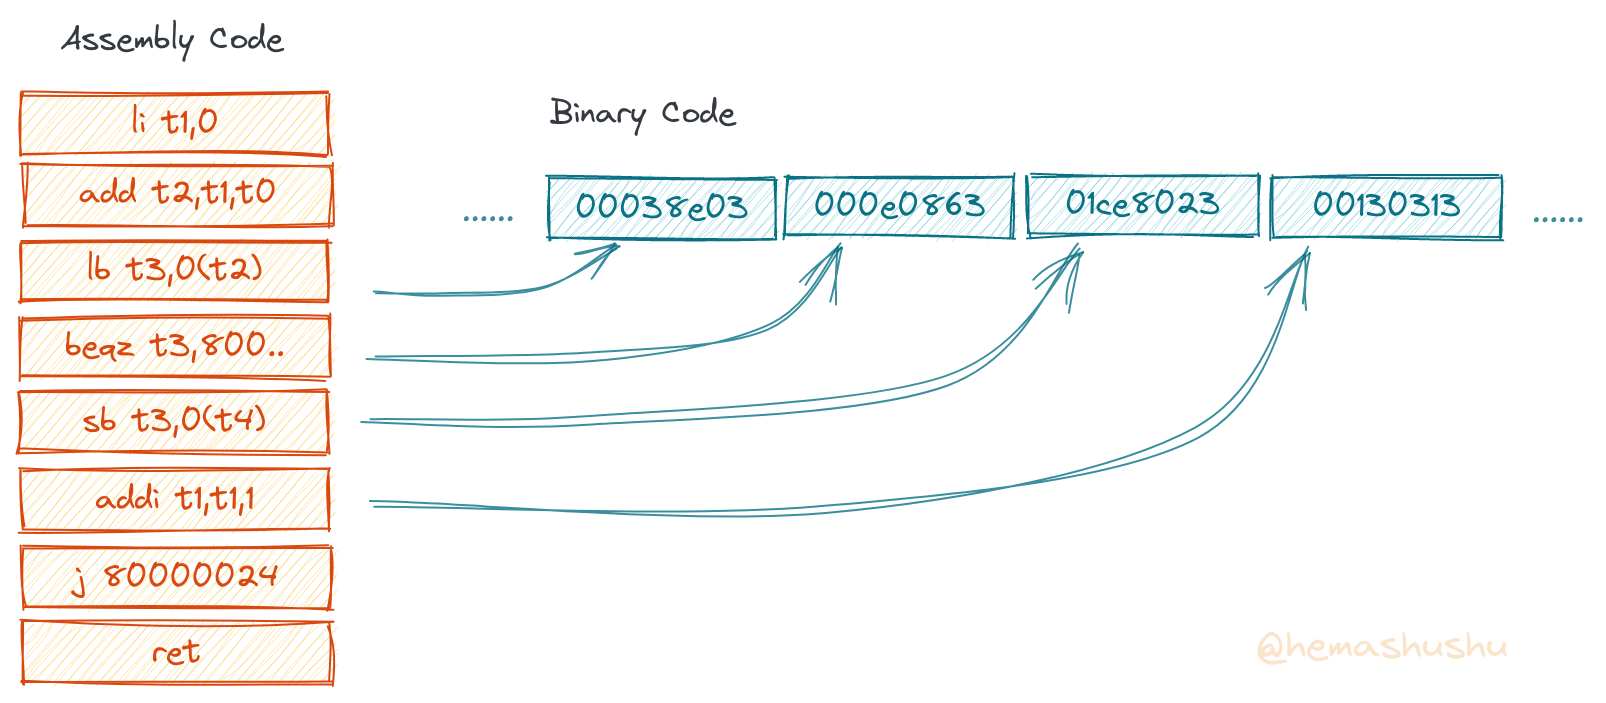 Assembly Code
li t1,0
add t2,t1,t0
lb t3,0(t2)
beqz t3,800..
sb t3,0(t4)
addi t1,t1,1
j 80000024
ret
Binary Code
...... 00038e03 000e0863 01ce8023 00130313 ......
@hemashushu